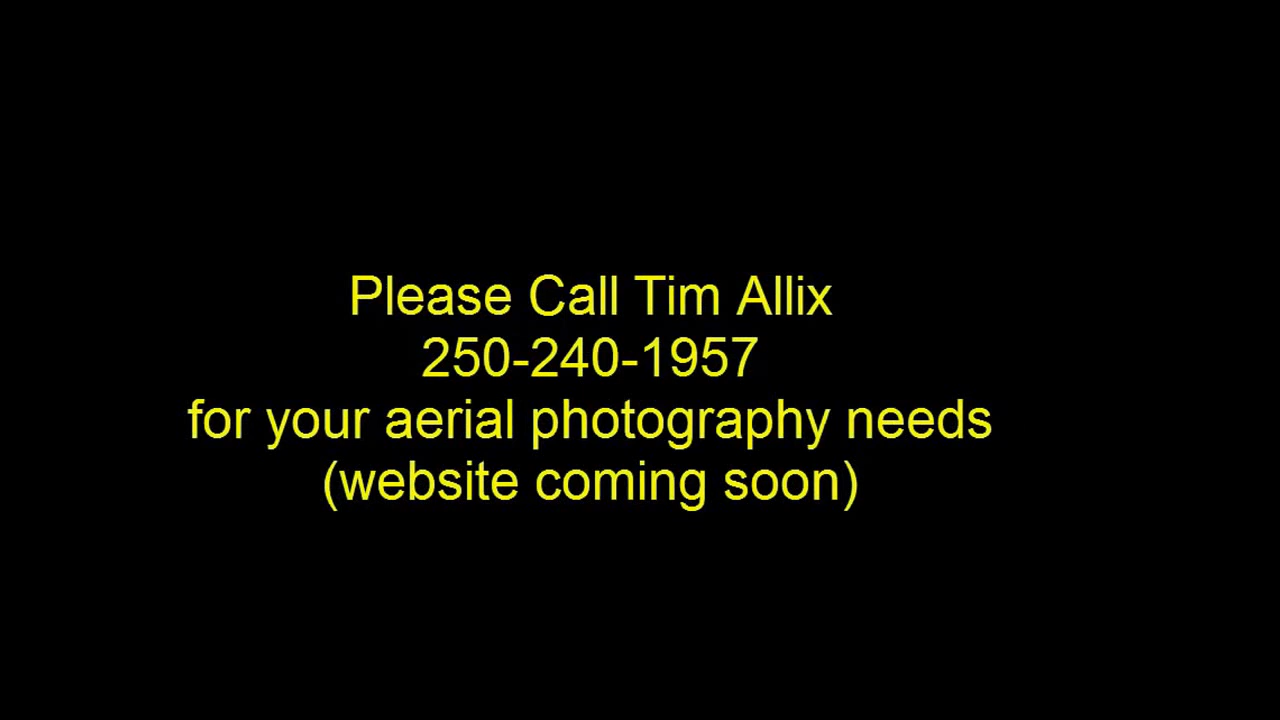 Please Call Tim Allix
250-240-1957
for your aerial photography needs
(website coming soon)